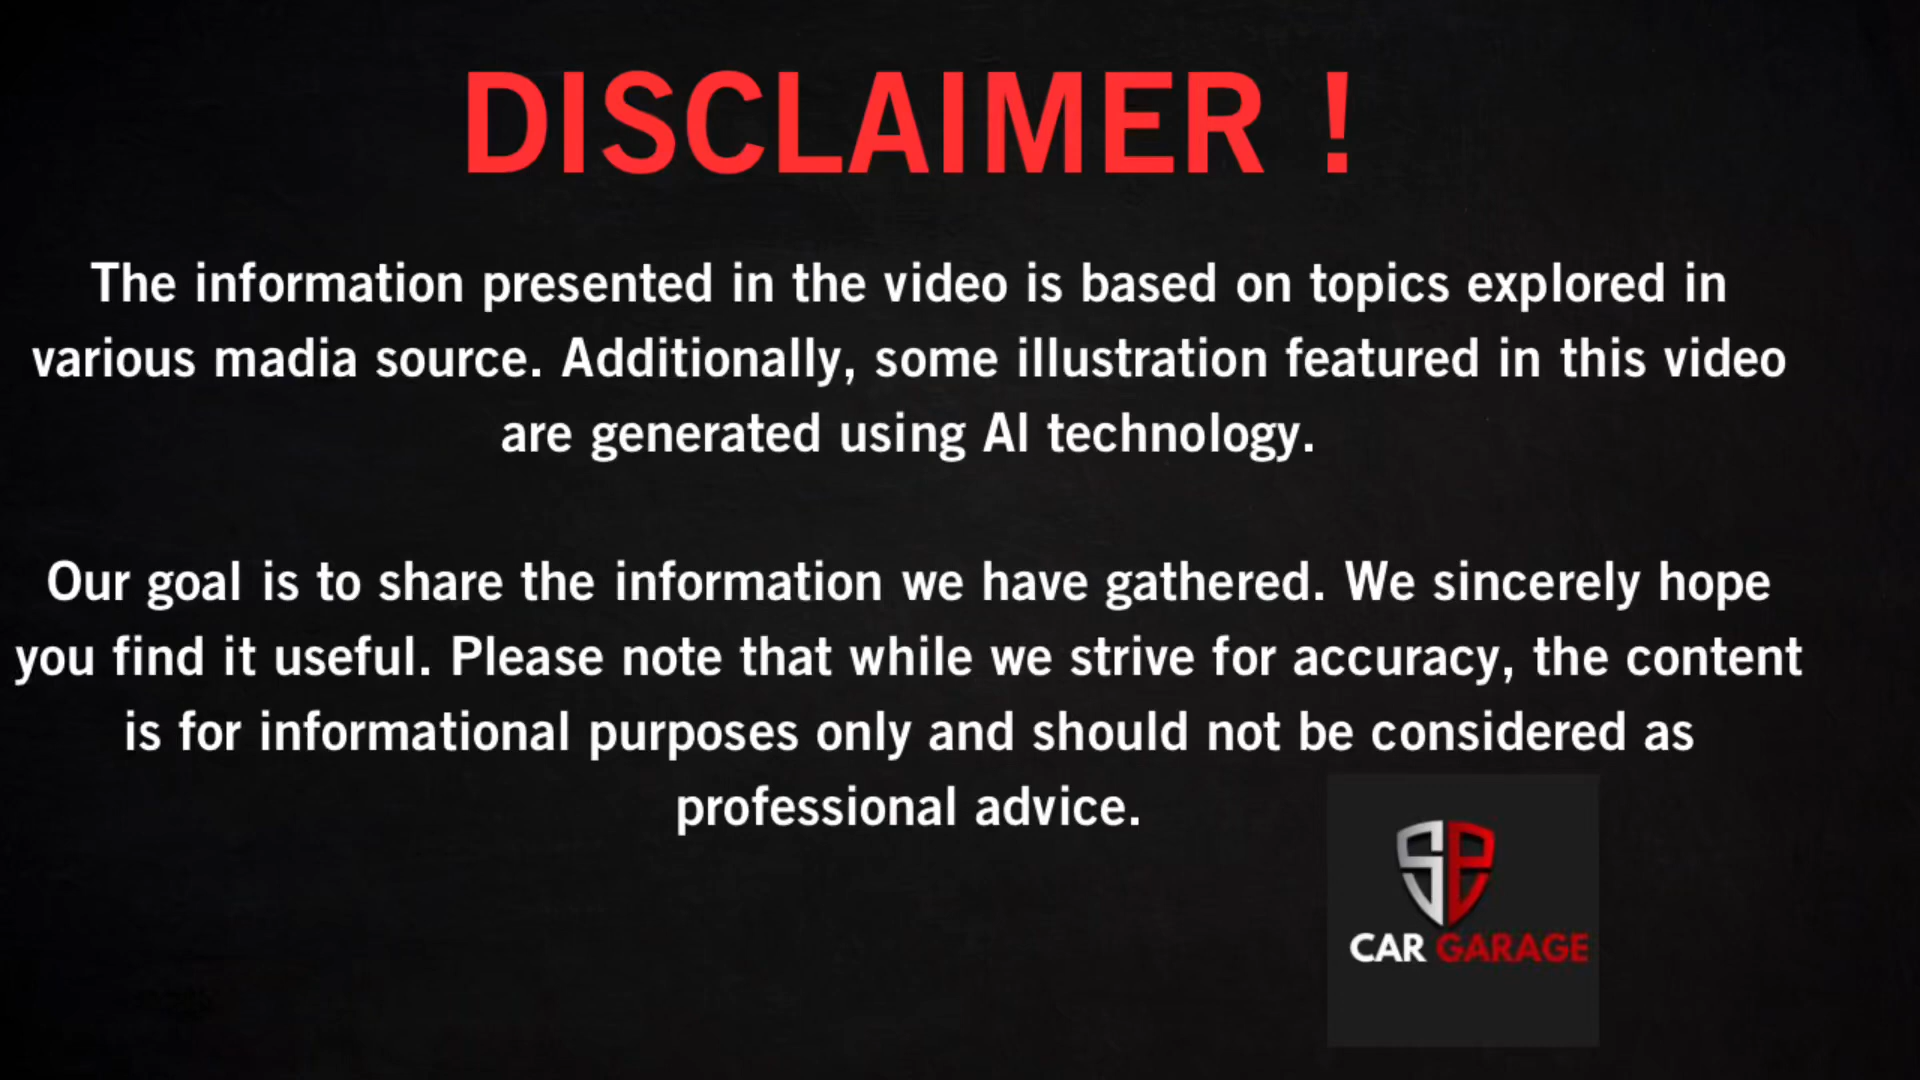 DISCLAIMER !
The information presented in the video is based on topics explored in
various madia source. Additionally, some illustration featured in this video
are generated using AI technology.
Our goal is to share the information we have gathered. We sincerely hope
you find it useful. Please note that while we strive for accuracy, the content
is for informational purposes only and should not be considered as
professional advice.
SP
CAR GARAGE